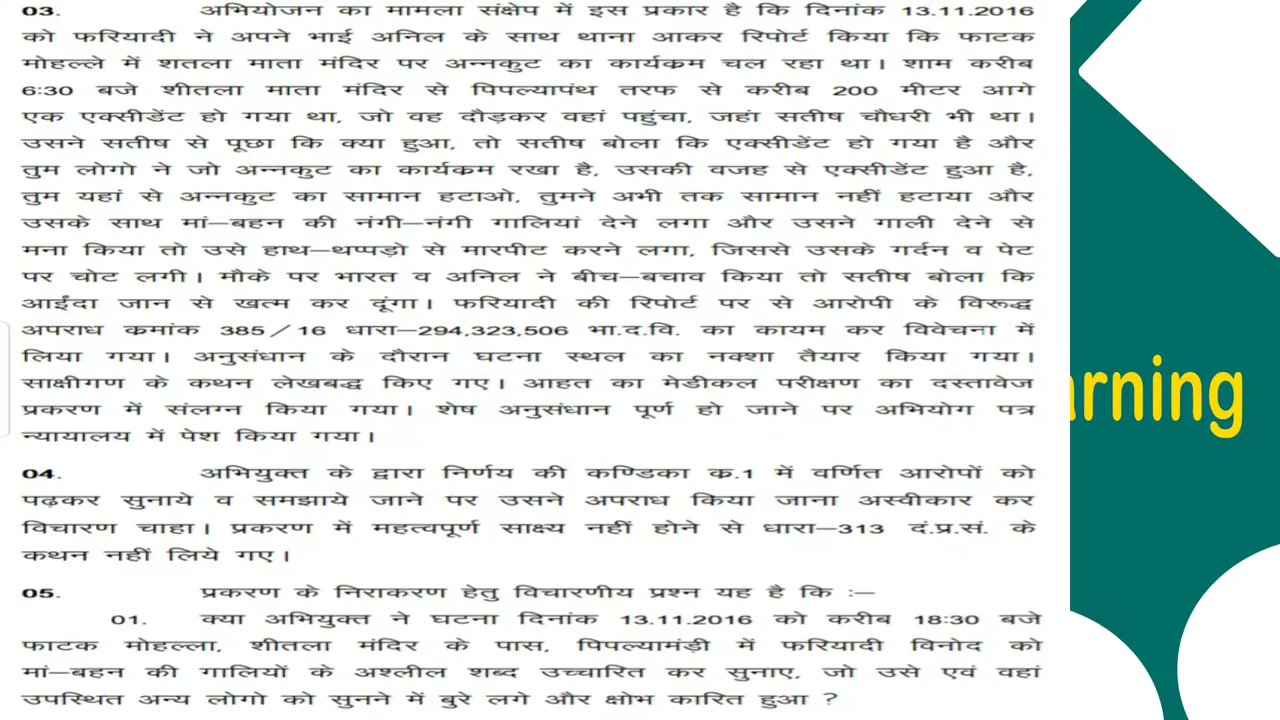 03. अभियोजन का मामला संक्षेप में इस प्रकार है कि दिनांक 13.11.2016
को फरियादी ने अपने भाई अनिल के साथ थाना आकर रिपोर्ट किया कि फाटक
मोहल्ले में शतला माता मंदिर पर अन्नकुट का कार्यकम चल रहा था। शाम करीब
6:30 बजे शीतला माता मंदिर से पिपल्यापंथ तरफ से करीब 200 मीटर आगे
एक एक्सीडेंट हो गया था, जो वह दौड़कर वहां पहुंचा, जहां सतीष चौधरी भी था।
उसने सतीष से पूछा कि क्या हुआ, तो सतीष बोला कि एक्सीडेंट हो गया है और
तुम लोगो ने जो अन्नकुट का कार्यकम रखा है, उसकी वजह से एक्सीडेंट हुआ है,
तुम यहां से अन्नकुट का सामान हटाओ, तुमने अभी तक सामान नहीं हटाया और
उसके साथ मां–बहन की नंगी–नंगी गालियां देने लगा और उसने गाली देने से
मना किया तो उसे हाथ–थप्पड़ो से मारपीट करने लगा, जिससे उसके गर्दन व पेट
पर चोट लगी। मौके पर भारत व अनिल ने बीच–बचाव किया तो सतीष बोला कि
आईंदा जान से खत्म कर दूंगा। फरियादी की रिपोर्ट पर से आरोपी के विरूद्ध
अपराध कमांक 385/16 धारा–294,323,506 भा.द.वि. का कायम कर विवेचना में
लिया गया। अनुसंधान के दौरान घटना स्थल का नक्शा तैयार किया गया।
साक्षीगण के कथन लेखबद्ध किए गए। आहत का मेडीकल परीक्षण का दस्तावेज
प्रकरण में संलग्न किया गया। शेष अनुसंधान पूर्ण हो जाने पर अभियोग पत्र
न्यायालय में पेश किया गया।
04. अभियुक्त के द्वारा निर्णय की कण्डिका क.1 में वर्णित आरोपों को
पढ़कर सुनाये व समझाये जाने पर उसने अपराध किया जाना अस्वीकार कर
विचारण चाहा। प्रकरण में महत्वपूर्ण साक्ष्य नहीं होने से धारा–313 दं.प्र.सं. के
कथन नहीं लिये गए।
05. प्रकरण के निराकरण हेतु विचारणीय प्रश्न यह है कि :–
01. क्या अभियुक्त ने घटना दिनांक 13.11.2016 को करीब 18:30 बजे
फाटक मोहल्ला, शीतला मंदिर के पास, पिपल्यामंड़ी में फरियादी विनोद को
मां–बहन की गालियों के अश्लील शब्द उच्चारित कर सुनाए, जो उसे एवं वहां
उपस्थित अन्य लोगो को सुनने में बुरे लगे और क्षोभ कारित हुआ ?
arning